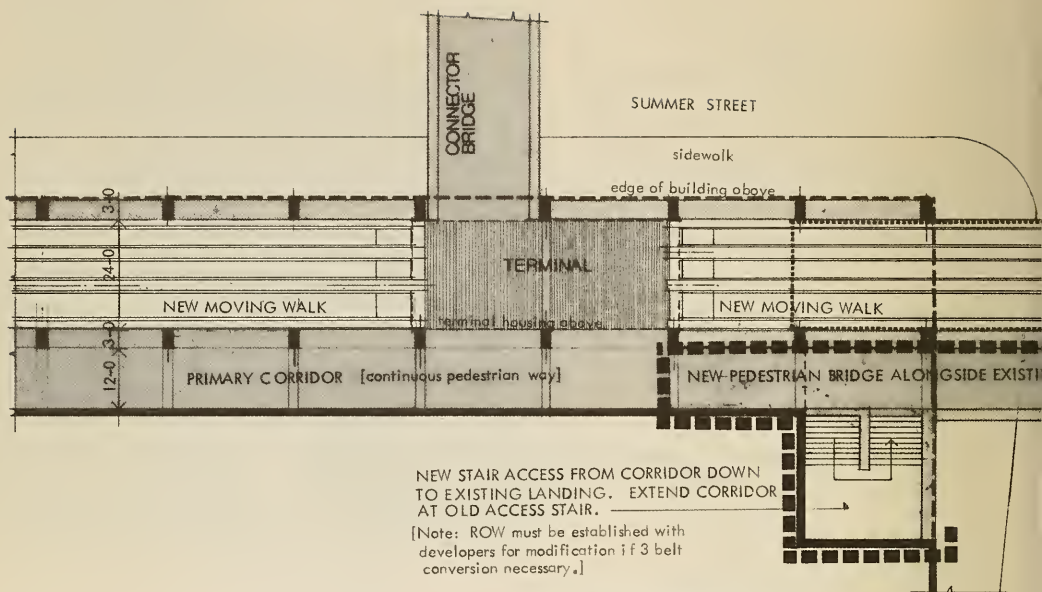 CONNECTOR
BRIDGE
SUMMER STREET
sidewolk
edge of building above
3-0
24-0
TERMINAL
NEW MOVING WALK
NEW MOVING WALK
terminal housing above
3-0
12-0
PRIMARY CORRIDOR [continuous pedestrian way]
NEW PEDESTRIAN BRIDGE ALONGSIDE EXISTI
NEW STAIR ACCESS FROM CORRIDOR DOWN
TO EXISTING LANDING. EXTEND CORRIDOR
AT OLD ACCESS STAIR.
[Note: ROW must be established with
developers for modification if 3 belt
conversion necessary.]